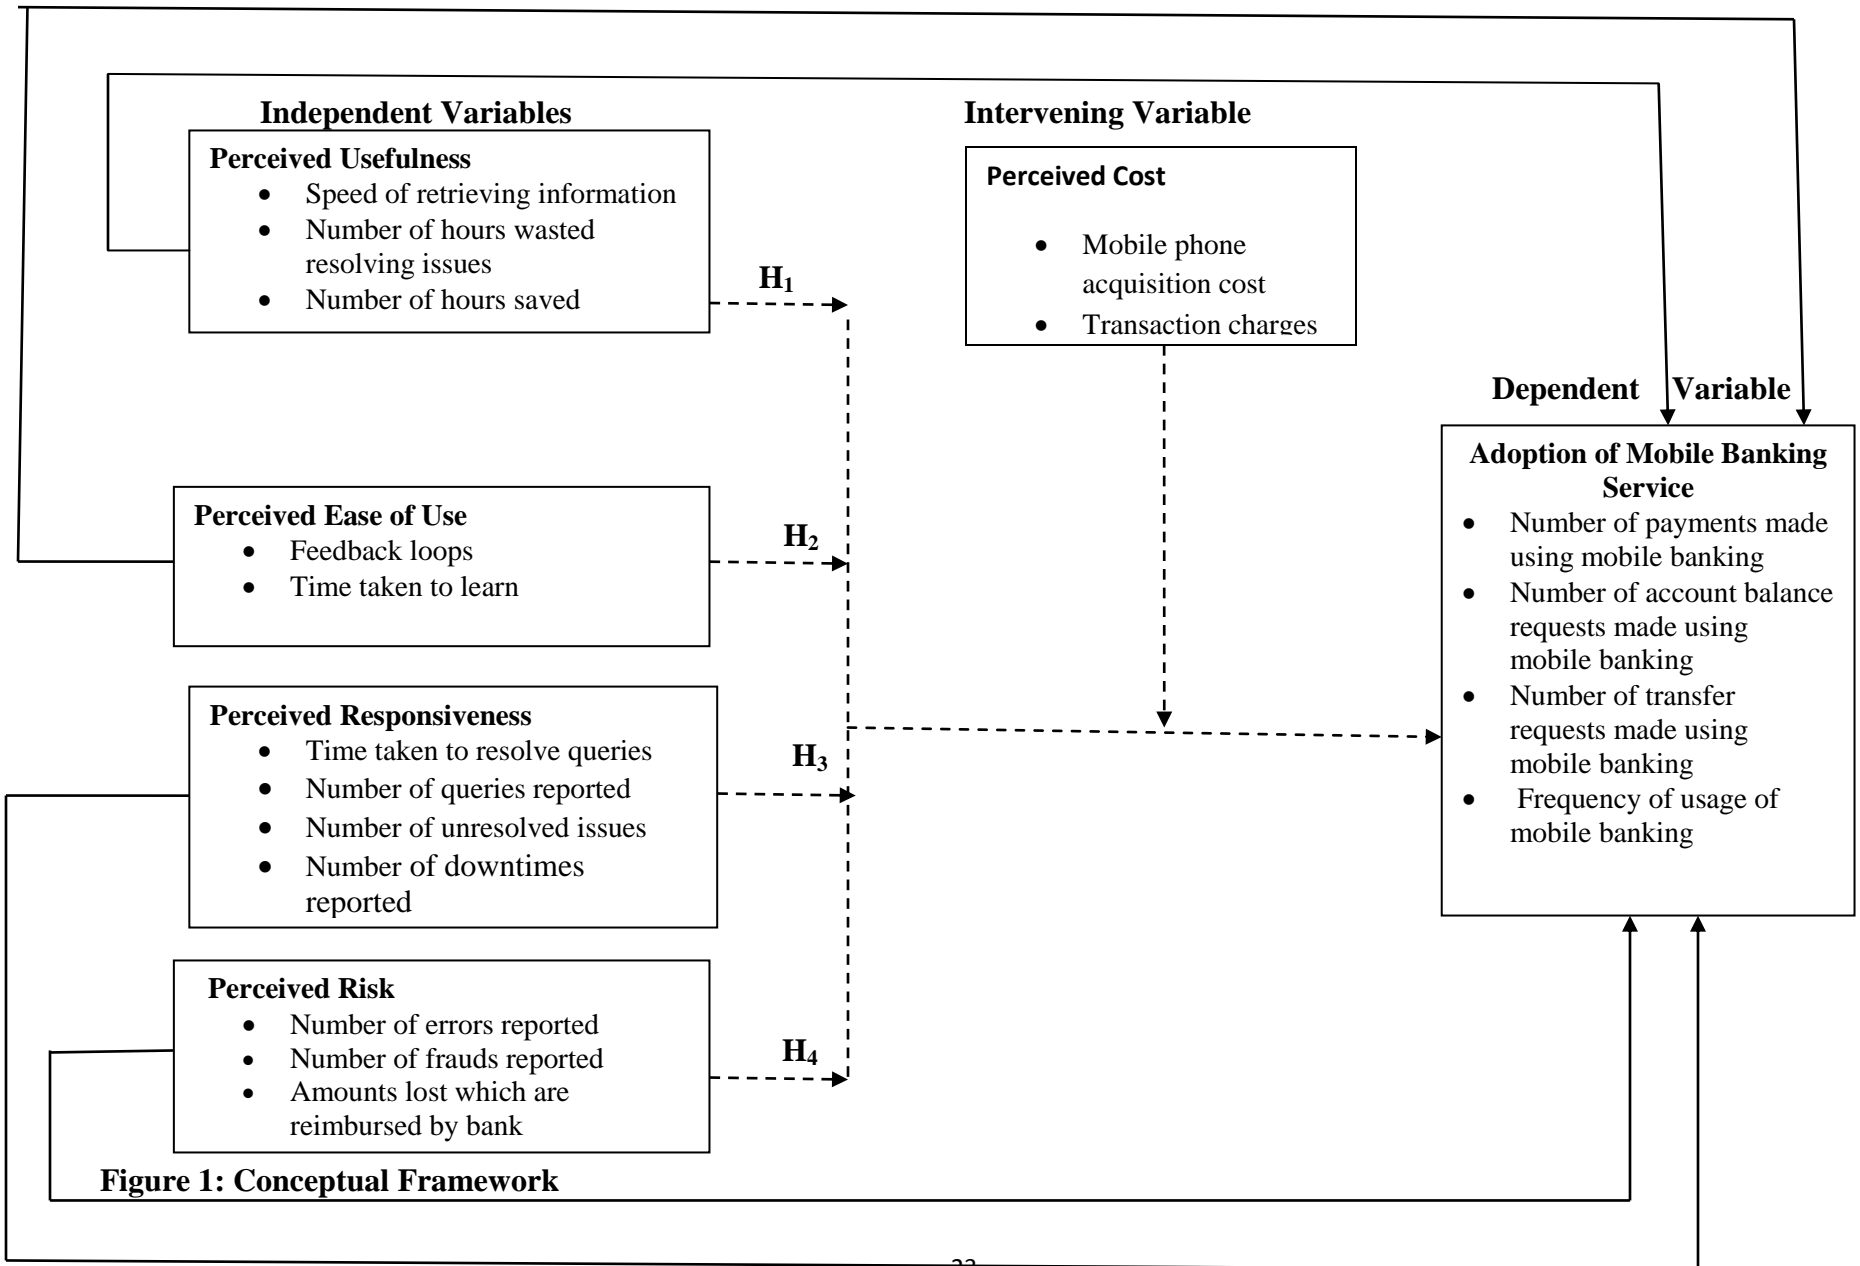 Independent Variables
Perceived Usefulness
• Speed of retrieving information
• Number of hours wasted
resolving issues
• Number of hours saved
H₁
Intervening Variable
Perceived Cost
• Mobile phone
acquisition cost
• Transaction charges
Perceived Ease of Use
• Feedback loops
• Time taken to learn
H₂
Perceived Responsiveness
• Time taken to resolve queries
• Number of queries reported
• Number of unresolved issues
• Number of downtimes
reported
H₃
Perceived Risk
• Number of errors reported
• Number of frauds reported
• Amounts lost which are
reimbursed by bank
H₄
Dependent Variable
Adoption of Mobile Banking
Service
• Number of payments made
using mobile banking
• Number of account balance
requests made using
mobile banking
• Number of transfer
requests made using
mobile banking
• Frequency of usage of
mobile banking
Figure 1: Conceptual Framework